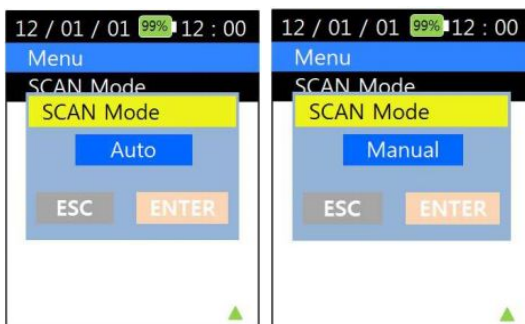 12 / 01 / 01 99% 12 : 00
Menu
SCAN Mode
SCAN Mode
Auto
ESC ENTER
12 / 01 / 01 99% 12 : 00
Menu
SCAN Mode
SCAN Mode
Manual
ESC ENTER